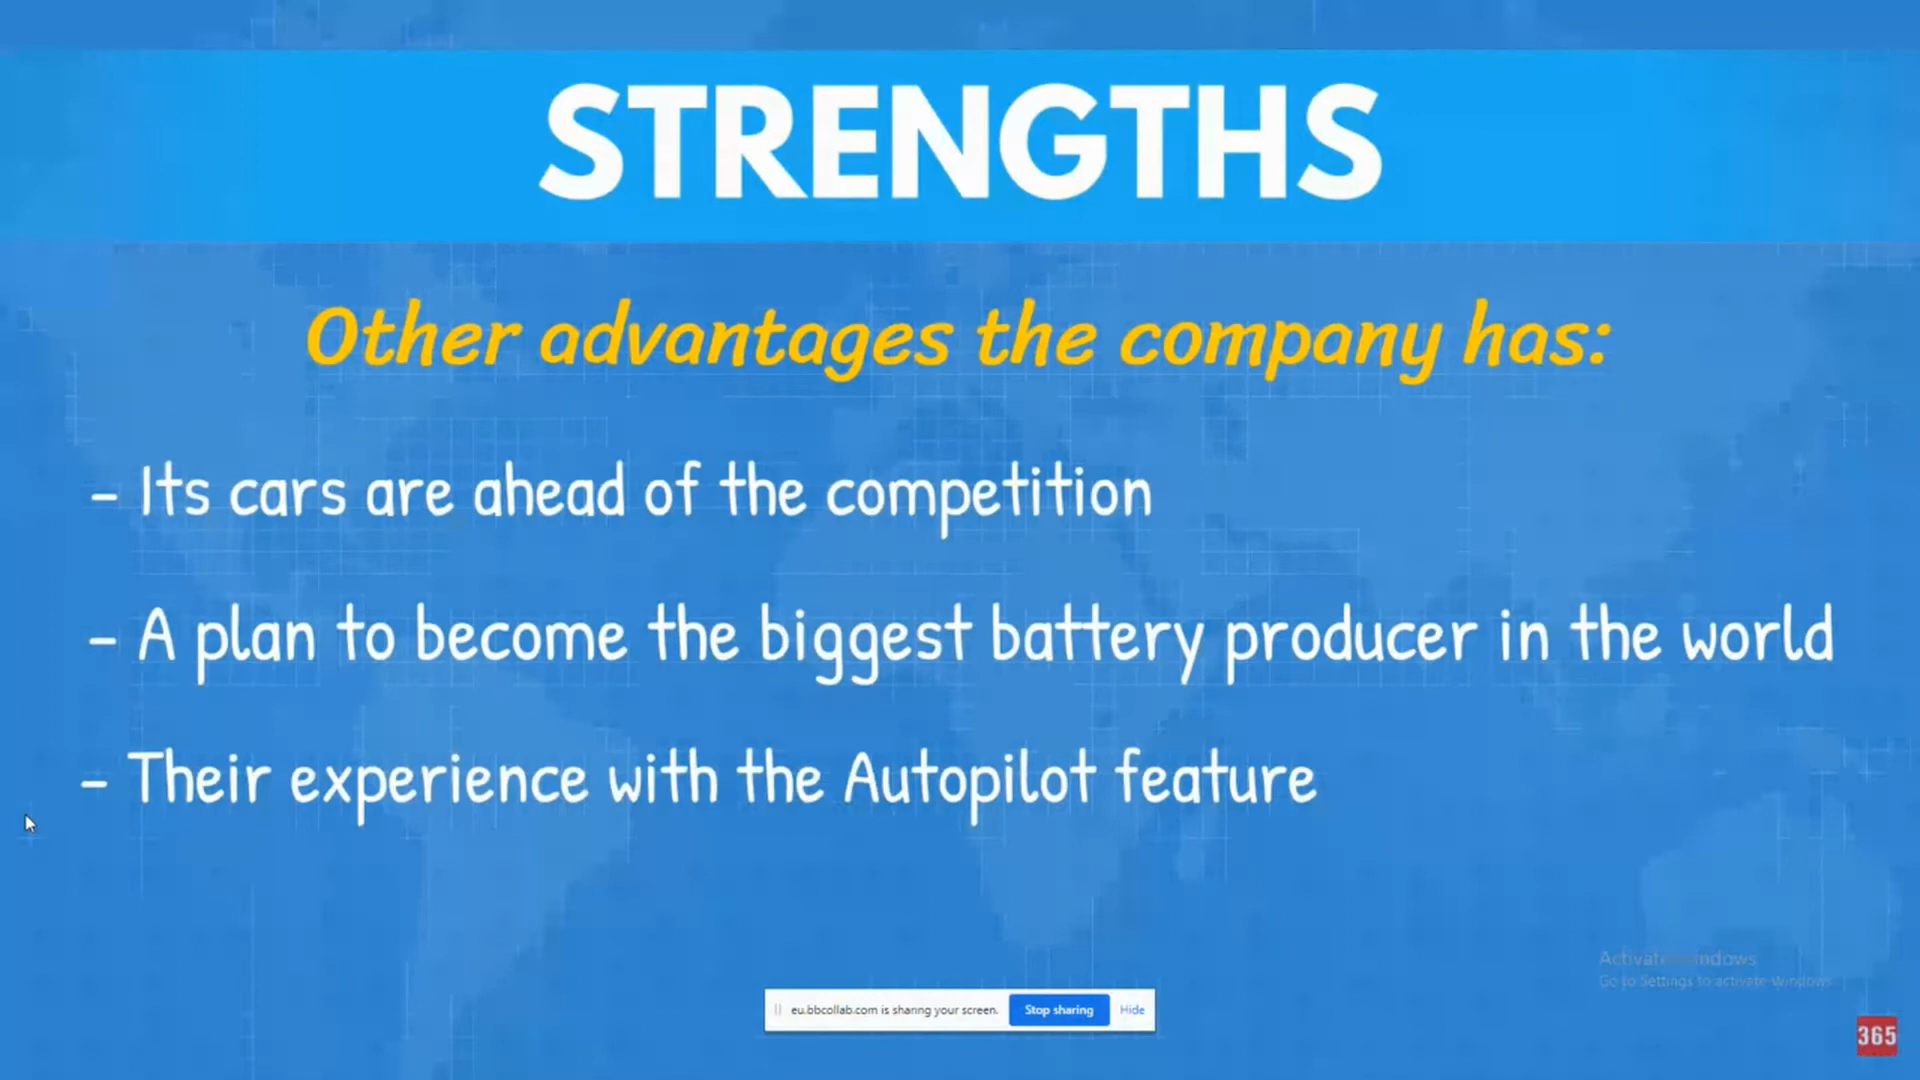 STRENGTHS
Other advantages the company has:
- Its cars are ahead of the competition
- A plan to become the biggest battery producer in the world
- Their experience with the Autopilot feature
Activate Windows
Go to Settings to activate Windows.
eu.bbcollab.com is sharing your screen. Stop sharing Hide
365